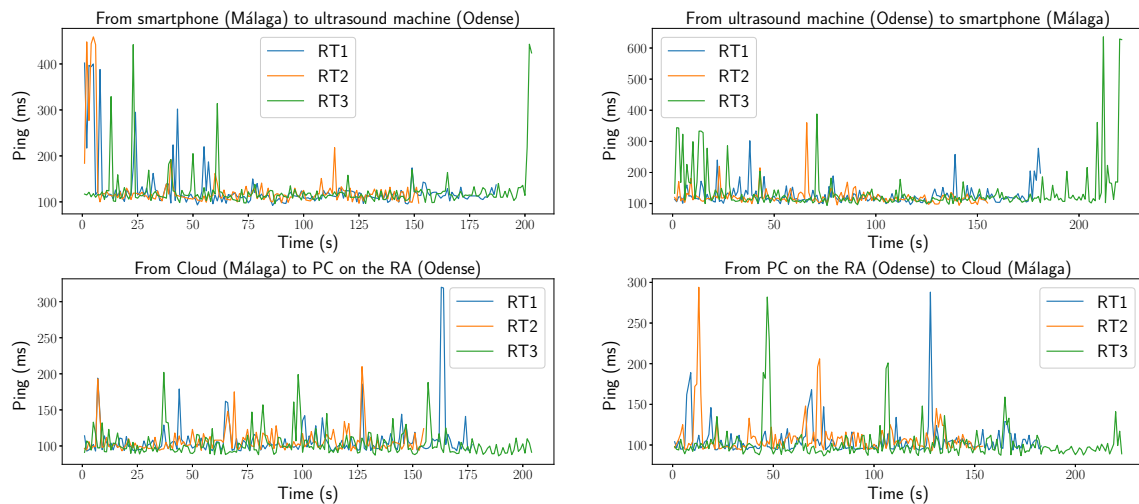 From smartphone (Málaga) to ultrasound machine (Odense)
Ping (ms)
400
300
200
100
RT1
RT2
RT3
0 25 50 75 100 125 150 175 200
Time (s)
From ultrasound machine (Odense) to smartphone (Málaga)
Ping (ms)
600
500
400
300
200
100
RT1
RT2
RT3
0 50 100 150 200
Time (s)
From Cloud (Málaga) to PC on the RA (Odense)
Ping (ms)
300
250
200
150
100
RT1
RT2
RT3
0 25 50 75 100 125 150 175 200
Time (s)
From PC on the RA (Odense) to Cloud (Málaga)
Ping (ms)
300
250
200
150
100
RT1
RT2
RT3
0 50 100 150 200
Time (s)